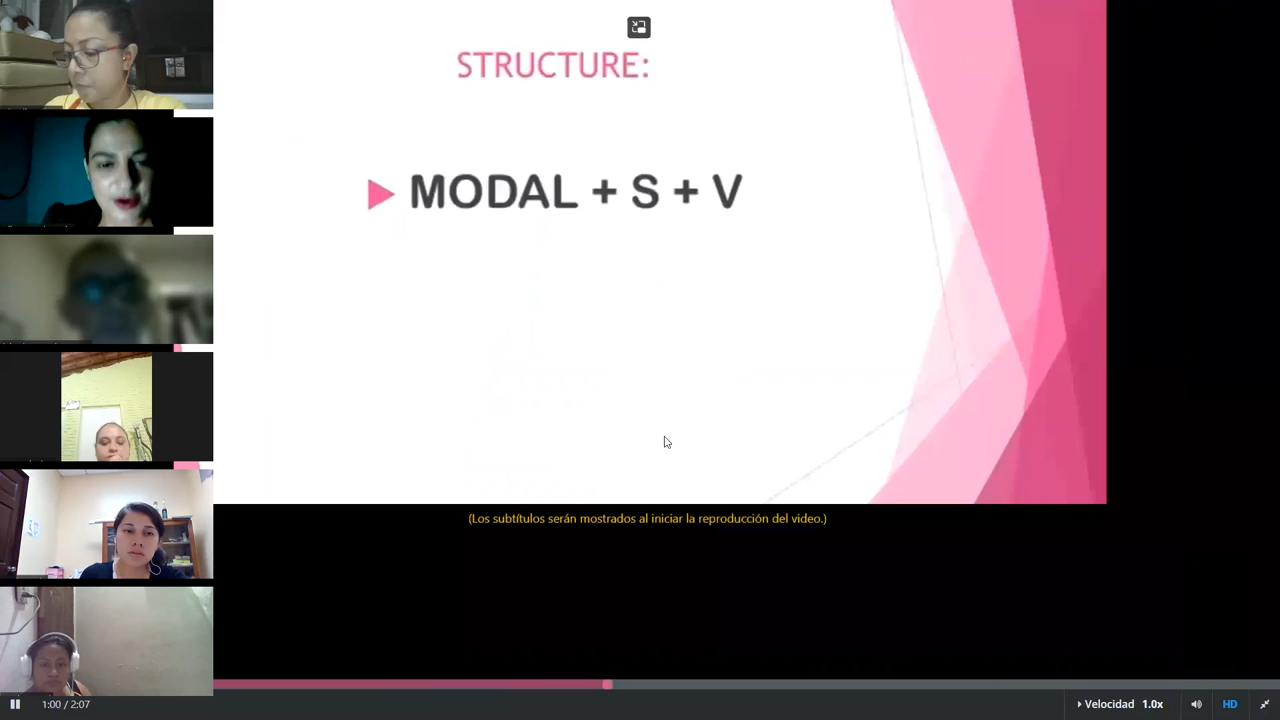 STRUCTURE:
MODAL + S + V
(Los subtítulos serán mostrados al iniciar la reproducción del video.)
1:00 / 2:07
Velocidad 1.0x
HD